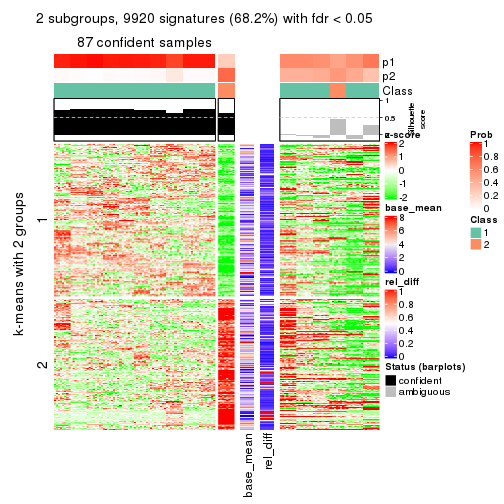 2 subgroups, 9920 signatures (68.2%) with fdr < 0.05
87 confident samples
p1
p2
Class
1
0.5
0
Silhouette
score
k-means with 2 groups
1
2
base_mean
rel_diff
z-score
2
1
0
-1
-2
base_mean
8
6
4
2
0
rel_diff
1
0.8
0.6
0.4
0.2
0
Status (barplots)
confident
ambiguous
Prob
1
0.8
0.6
0.4
0.2
0
Class
1
2